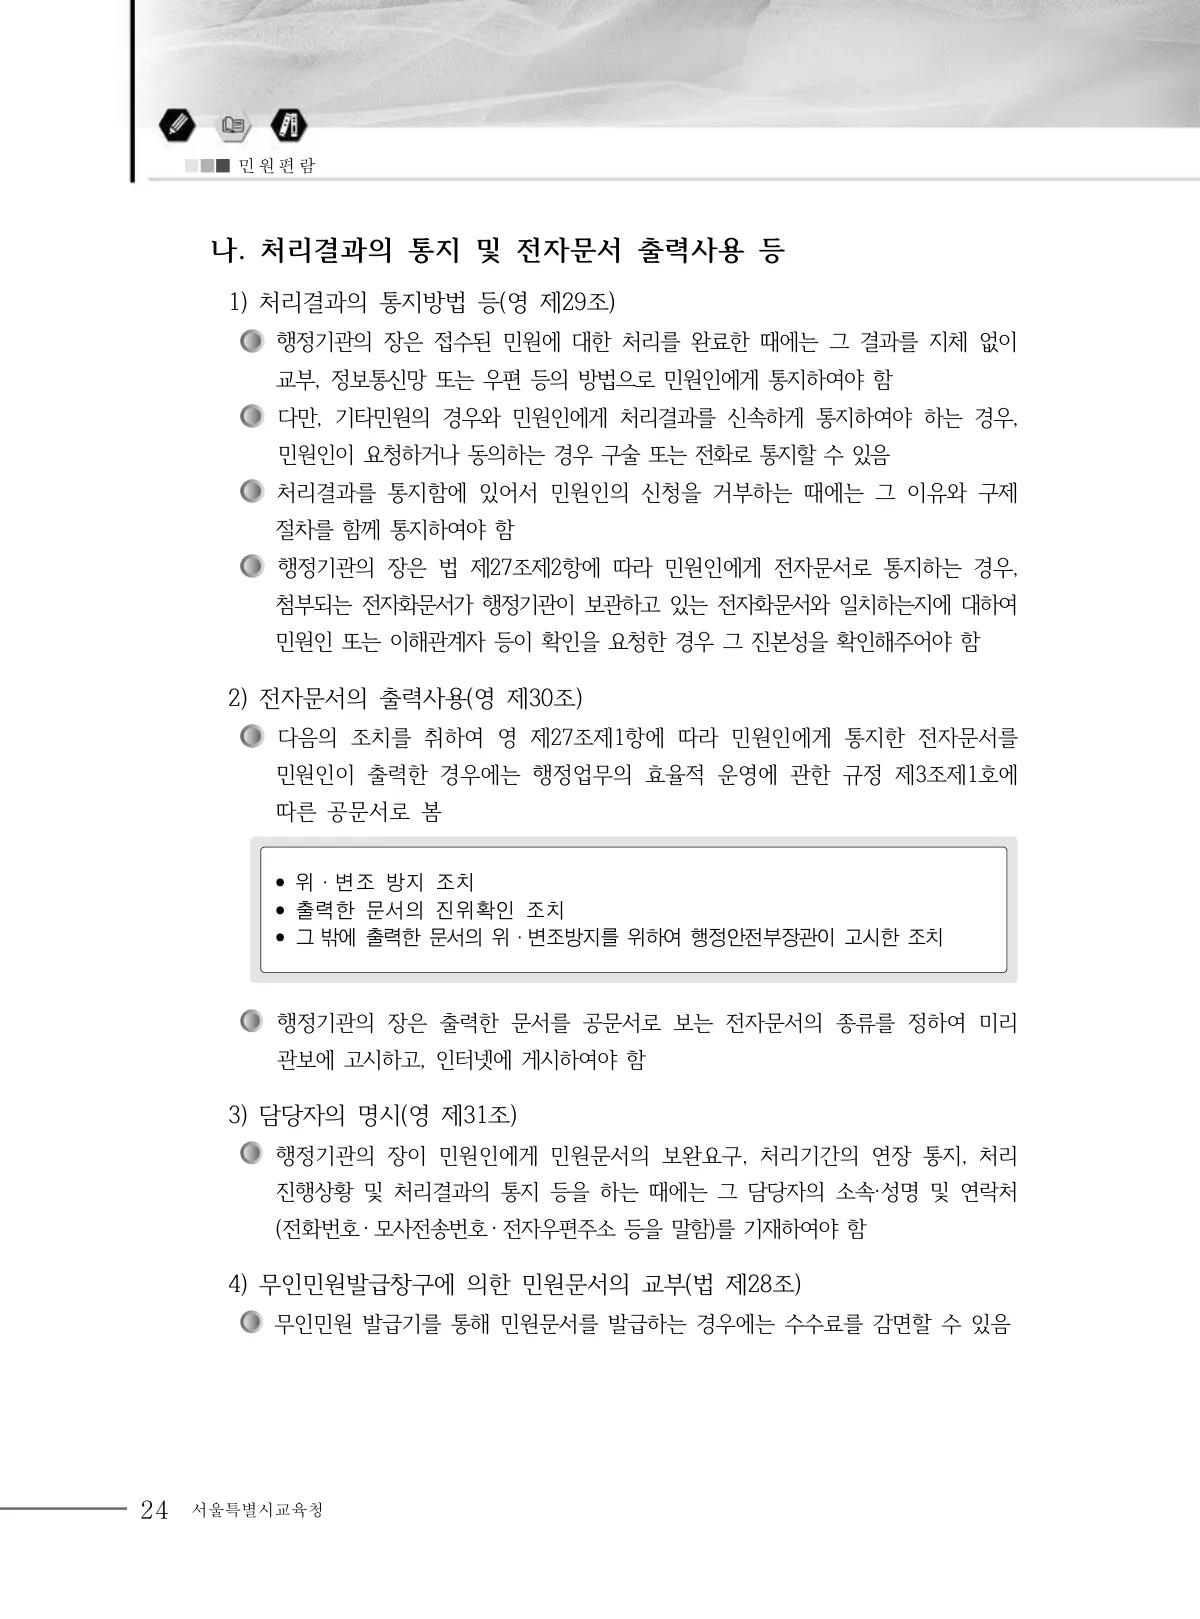 민원편람
나. 처리결과의 통지 및 전자문서 출력사용 등
1) 처리결과의 통지방법 등(영 제29조)
행정기관의 장은 접수된 민원에 대한 처리를 완료한 때에는 그 결과를 지체 없이
교부, 정보통신망 또는 우편 등의 방법으로 민원인에게 통지하여야 함
다만, 기타민원의 경우와 민원인에게 처리결과를 신속하게 통지하여야 하는 경우,
민원인이 요청하거나 동의하는 경우 구술 또는 전화로 통지할 수 있음
처리결과를 통지함에 있어서 민원인의 신청을 거부하는 때에는 그 이유와 구제
절차를 함께 통지하여야 함
행정기관의 장은 법 제27조제2항에 따라 민원인에게 전자문서로 통지하는 경우,
첨부되는 전자화문서가 행정기관이 보관하고 있는 전자화문서와 일치하는지에 대하여
민원인 또는 이해관계자 등이 확인을 요청한 경우 그 진본성을 확인해주어야 함
2) 전자문서의 출력사용(영 제30조)
다음의 조치를 취하여 영 제27조제1항에 따라 민원인에게 통지한 전자문서를
민원인이 출력한 경우에는 행정업무의 효율적 운영에 관한 규정 제3조제1호에
따른 공문서로 봄
• 위·변조 방지 조치
• 출력한 문서의 진위확인 조치
• 그 밖에 출력한 문서의 위·변조방지를 위하여 행정안전부장관이 고시한 조치
행정기관의 장은 출력한 문서를 공문서로 보는 전자문서의 종류를 정하여 미리
관보에 고시하고, 인터넷에 게시하여야 함
3) 담당자의 명시(영 제31조)
행정기관의 장이 민원인에게 민원문서의 보완요구, 처리기간의 연장 통지, 처리
진행상황 및 처리결과의 통지 등을 하는 때에는 그 담당자의 소속·성명 및 연락처
(전화번호·모사전송번호·전자우편주소 등을 말함)를 기재하여야 함
4) 무인민원발급창구에 의한 민원문서의 교부(법 제28조)
무인민원 발급기를 통해 민원문서를 발급하는 경우에는 수수료를 감면할 수 있음
24 서울특별시교육청